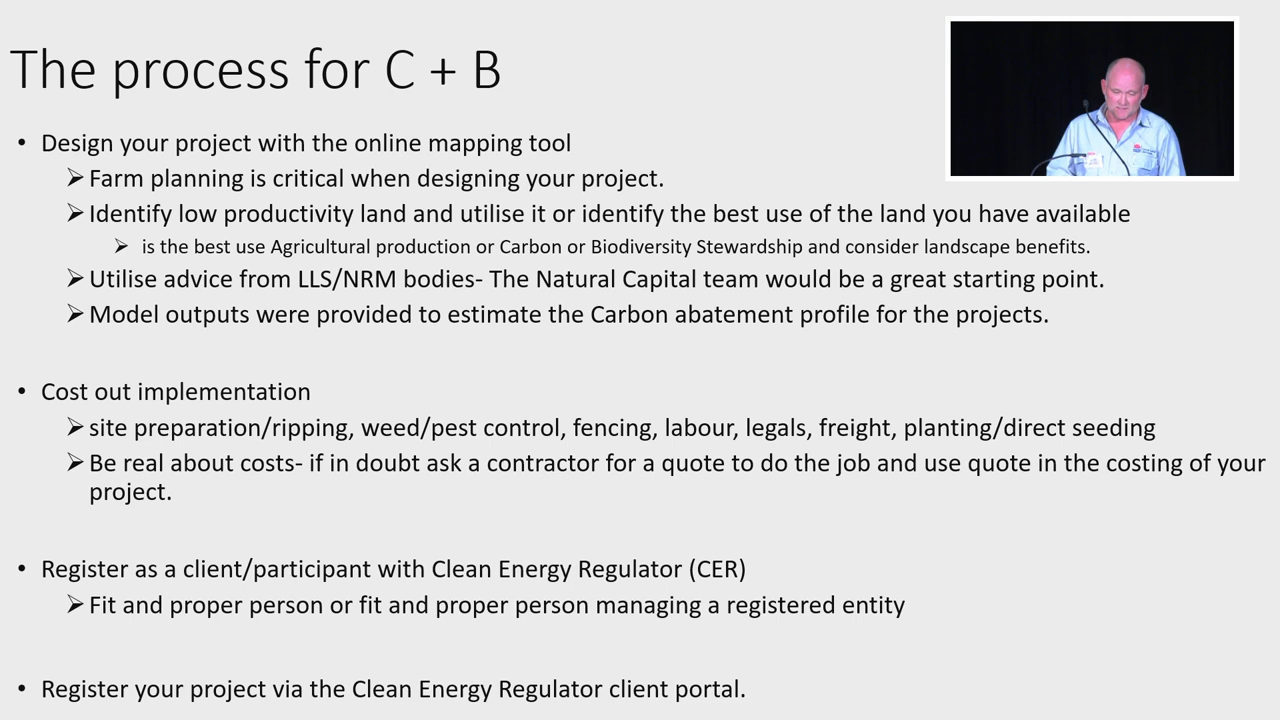 The process for C + B
• Design your project with the online mapping tool
➢ Farm planning is critical when designing your project.
➢ Identify low productivity land and utilise it or identify the best use of the land you have available
➢ is the best use Agricultural production or Carbon or Biodiversity Stewardship and consider landscape benefits.
➢ Utilise advice from LLS/NRM bodies- The Natural Capital team would be a great starting point.
➢ Model outputs were provided to estimate the Carbon abatement profile for the projects.
• Cost out implementation
➢ site preparation/ripping, weed/pest control, fencing, labour, legals, freight, planting/direct seeding
➢ Be real about costs- if in doubt ask a contractor for a quote to do the job and use quote in the costing of your
project.
• Register as a client/participant with Clean Energy Regulator (CER)
➢ Fit and proper person or fit and proper person managing a registered entity
• Register your project via the Clean Energy Regulator client portal.